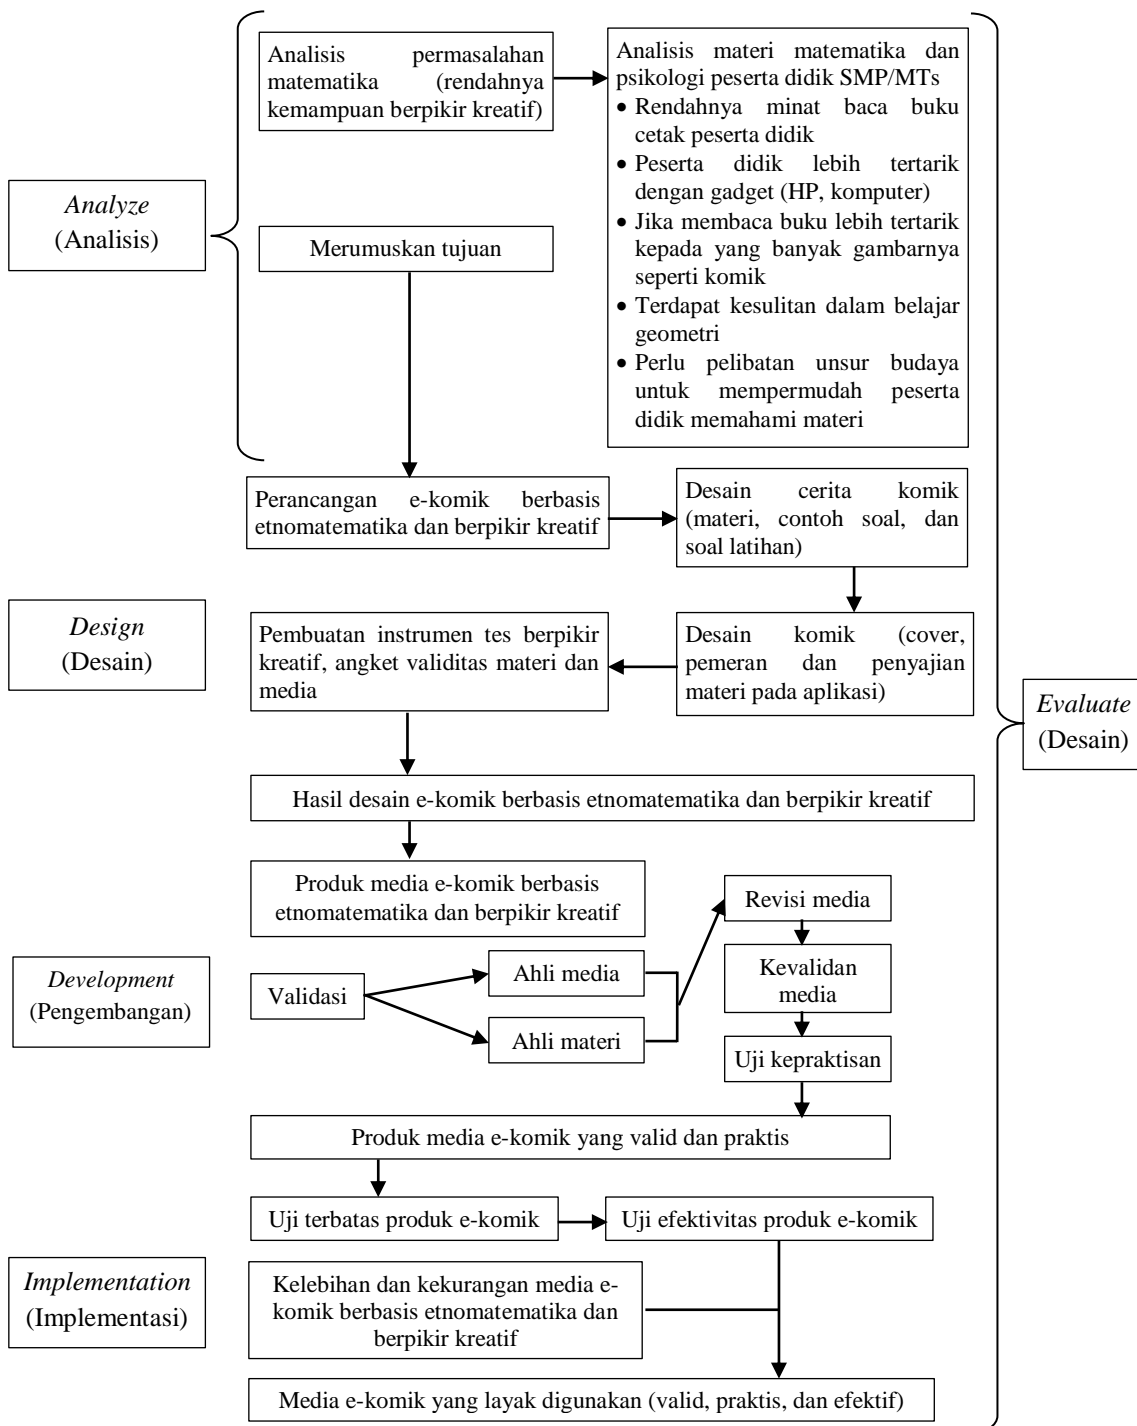 Analisis permasalahan
matematika (rendahnya
kemampuan berpikir kreatif)
Analisis materi matematika dan
psikologi peserta didik SMP/MTs
• Rendahnya minat baca buku
cetak peserta didik
• Peserta didik lebih tertarik
dengan gadget (HP, komputer)
• Jika membaca buku lebih tertarik
kepada yang banyak gambarnya
seperti komik
• Terdapat kesulitan dalam belajar
geometri
• Perlu pelibatan unsur budaya
untuk mempermudah peserta
didik memahami materi
Analyze
(Analisis)
Merumuskan tujuan
Perancangan e-komik berbasis
etnomatematika dan berpikir kreatif
Desain cerita komik
(materi, contoh soal, dan
soal latihan)
Design
(Desain)
Pembuatan instrumen tes berpikir
kreatif, angket validitas materi dan
media
Desain komik (cover,
pemeran dan penyajian
materi pada aplikasi)
Evaluate
(Desain)
Hasil desain e-komik berbasis etnomatematika dan berpikir kreatif
Produk media e-komik berbasis
etnomatematika dan berpikir kreatif
Revisi media
Development
(Pengembangan)
Validasi
Ahli media
Ahli materi
Kevalidan
media
Uji kepraktisan
Produk media e-komik yang valid dan praktis
Uji terbatas produk e-komik
Uji efektivitas produk e-komik
Implementation
(Implementasi)
Kelebihan dan kekurangan media e-
komik berbasis etnomatematika dan
berpikir kreatif
Media e-komik yang layak digunakan (valid, praktis, dan efektif)